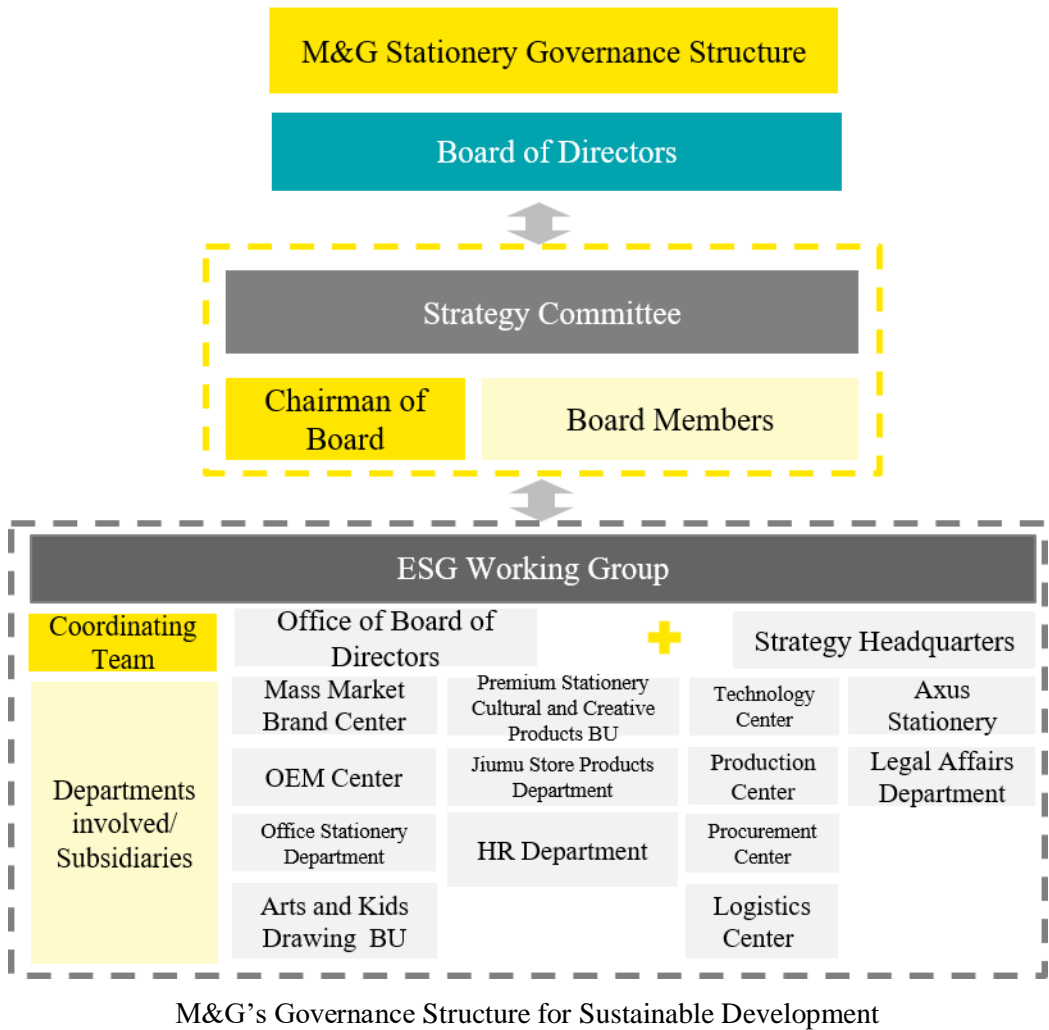 M&G Stationery Governance Structure
Board of Directors
Strategy Committee
Chairman of
Board
Board Members
ESG Working Group
Coordinating
Team
Office of Board of
Directors
Strategy Headquarters
Departments
involved/
Subsidiaries
Mass Market
Brand Center
Premium Stationery
Cultural and Creative
Products BU
Technology
Center
Axus
Stationery
OEM Center
Jiumu Store Products
Department
Production
Center
Legal Affairs
Department
Office Stationery
Department
HR Department
Procurement
Center
Arts and Kids
Drawing BU
Logistics
Center
M&G’s Governance Structure for Sustainable Development